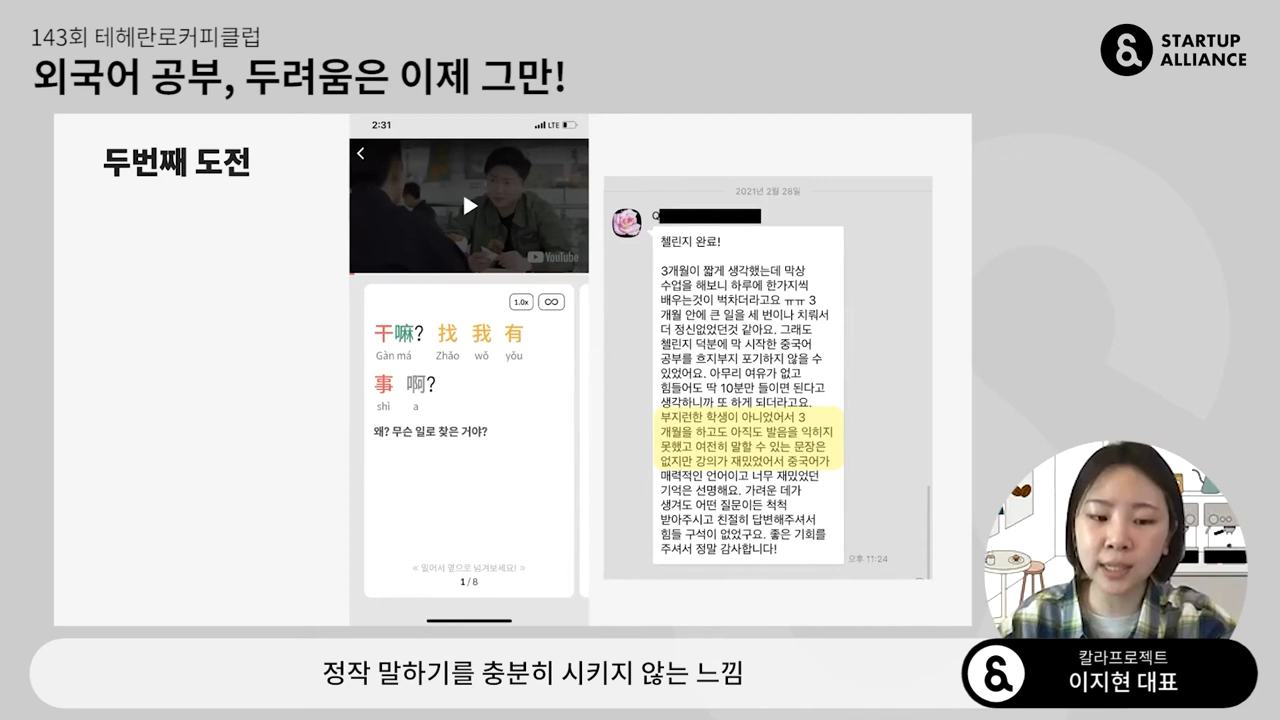 143회 테헤란로커피클럽
외국어 공부, 두려움은 이제 그만!
STARTUP
ALLIANCE
두번째 도전
2:31
LTE
YouTube
1.0x
干嘛? 找 我 有
Gàn má Zhǎo wǒ yǒu
事 啊?
shì a
왜? 무슨 일로 찾은 거야?
« 밀어서 옆으로 넘겨보세요! »
1 / 8
2021년 2월 28일
Q
첼린지 완료!
3개월이 짧게 생각했는데 막상
수업을 해보니 하루에 한가지씩
배우는것이 벅차더라고요 ㅠㅠ 3
개월 안에 큰 일을 세 번이나 치뤄서
더 정신없었던것 같아요. 그래도
첼린지 덕분에 막 시작한 중국어
공부를 흐지부지 포기하지 않을 수
있었어요. 아무리 여유가 없고
힘들어도 딱 10분만 들이면 된다고
생각하니까 또 하게 되더라고요.
부지런한 학생이 아니었어서 3
개월을 하고도 아직도 발음을 익히지
못했고 여전히 말할 수 있는 문장은
없지만 강의가 재밌었어서 중국어가
매력적인 언어이고 너무 재밌었던
기억은 선명해요. 가려운 데가
생겨도 어떤 질문이든 척척
받아주시고 친절히 답변해주셔서
힘들 구석이 없었구요. 좋은 기회를
주셔서 정말 감사합니다!
오후 11:24
정작 말하기를 충분히 시키지 않는 느낌
칼라프로젝트
이지현 대표